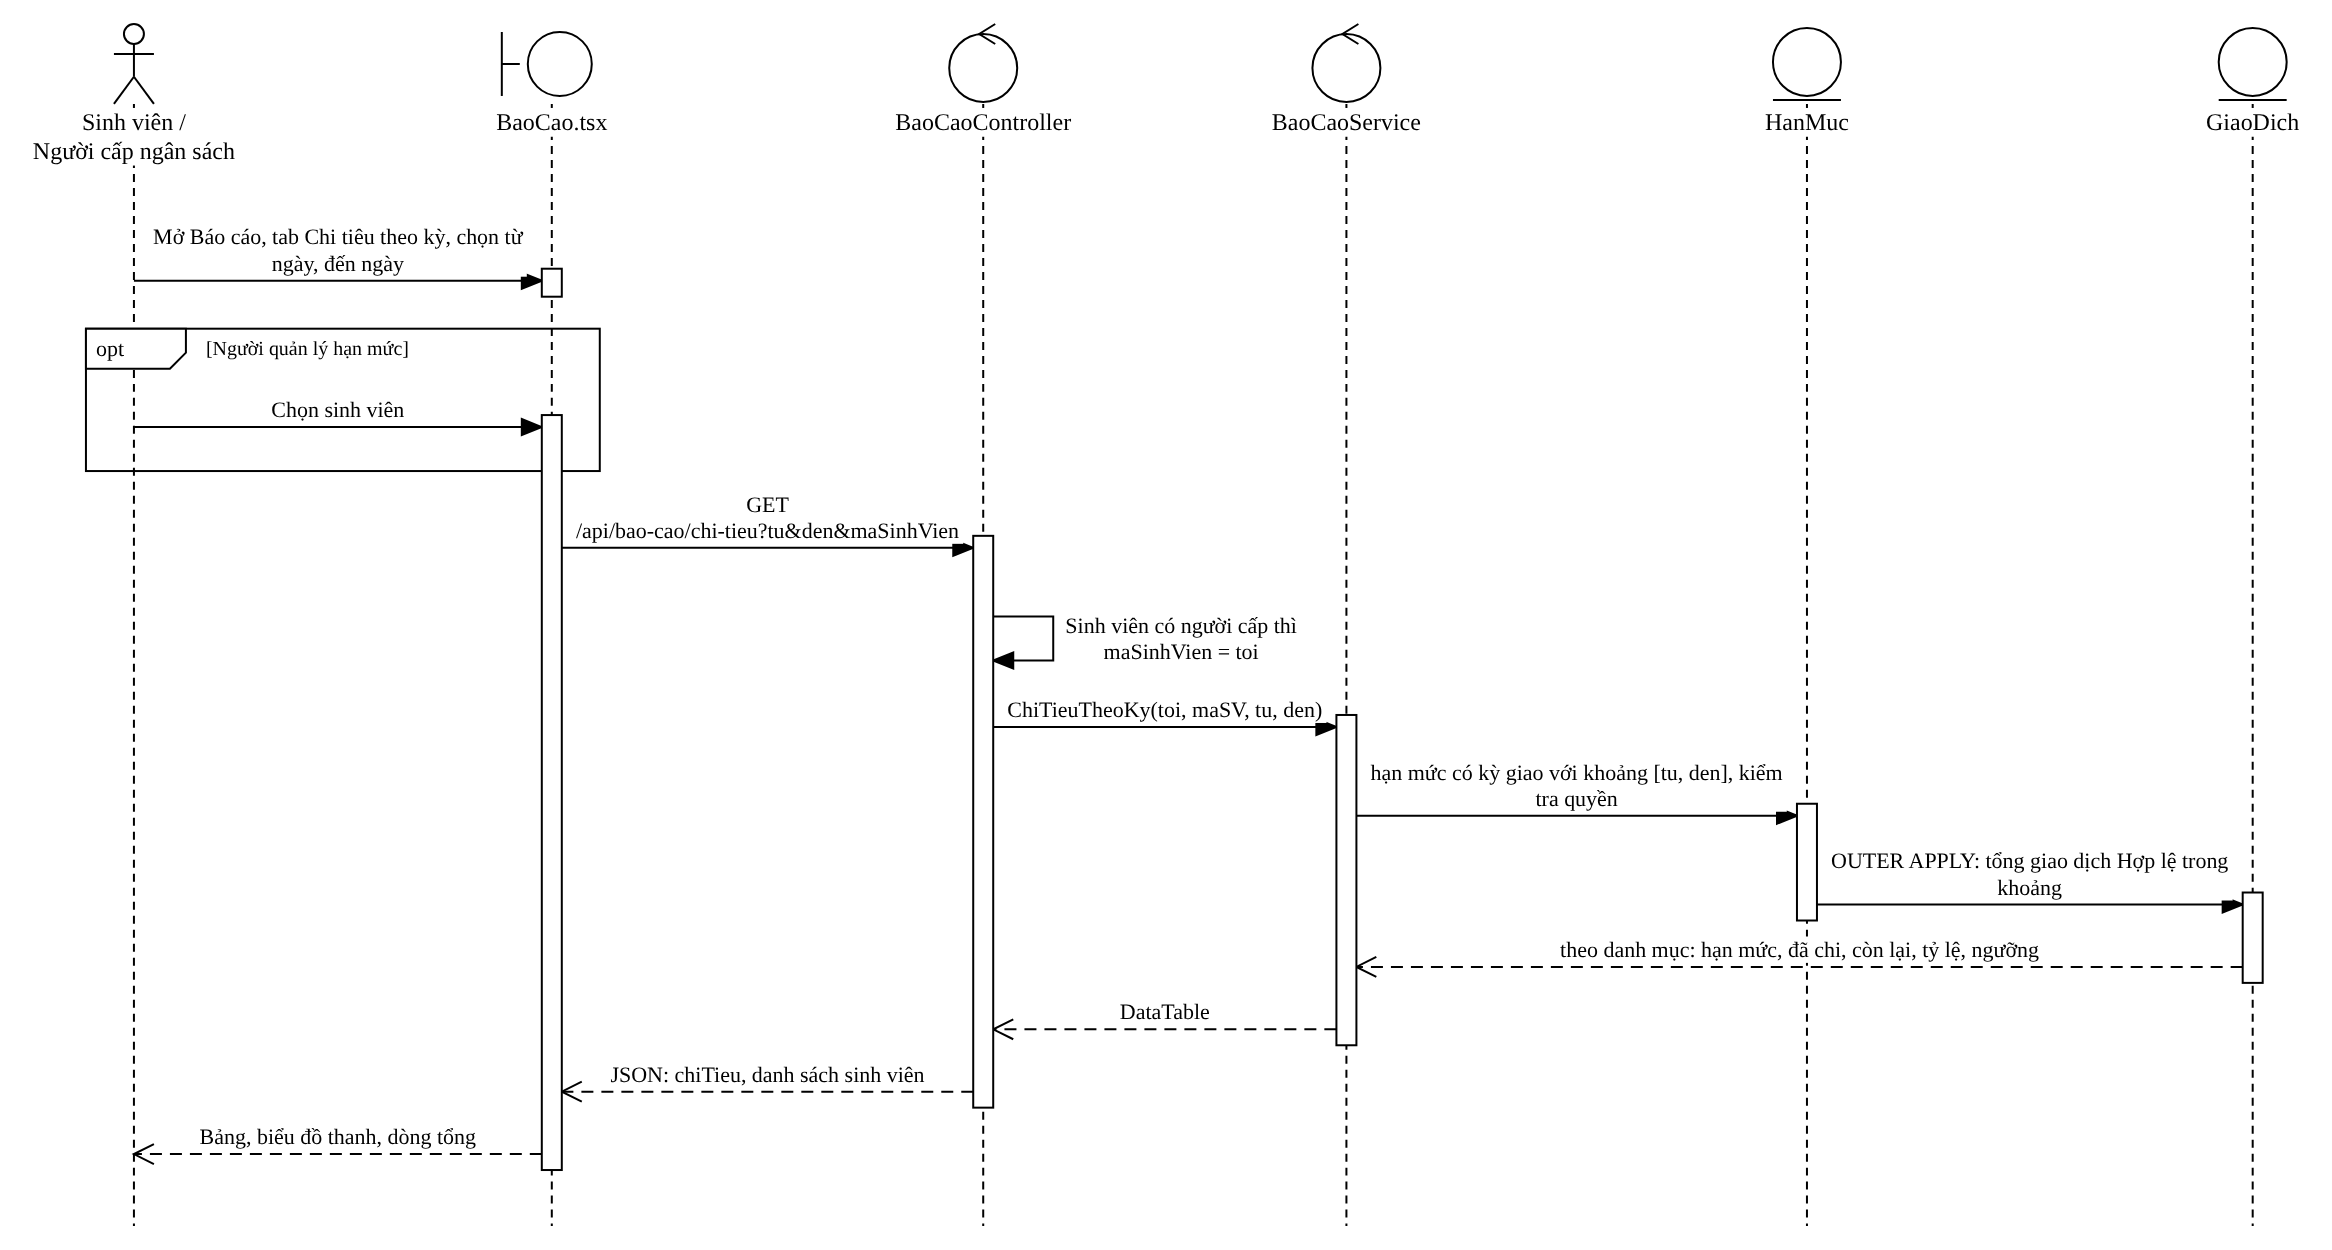 Sinh viên /
Người cấp ngân sách
BaoCao.tsx
BaoCaoController
BaoCaoService
HanMuc
GiaoDich
Mở Báo cáo, tab Chi tiêu theo kỳ, chọn từ
ngày, đến ngày
opt
[Người quản lý hạn mức]
Chọn sinh viên
GET
/api/bao-cao/chi-tieu?tu&den&maSinhVien
Sinh viên có người cấp thì
maSinhVien = toi
ChiTieuTheoKy(toi, maSV, tu, den)
hạn mức có kỳ giao với khoảng [tu, den], kiểm
tra quyền
OUTER APPLY: tổng giao dịch Hợp lệ trong
khoảng
theo danh mục: hạn mức, đã chi, còn lại, tỷ lệ, ngưỡng
DataTable
JSON: chiTieu, danh sách sinh viên
Bảng, biểu đồ thanh, dòng tổng